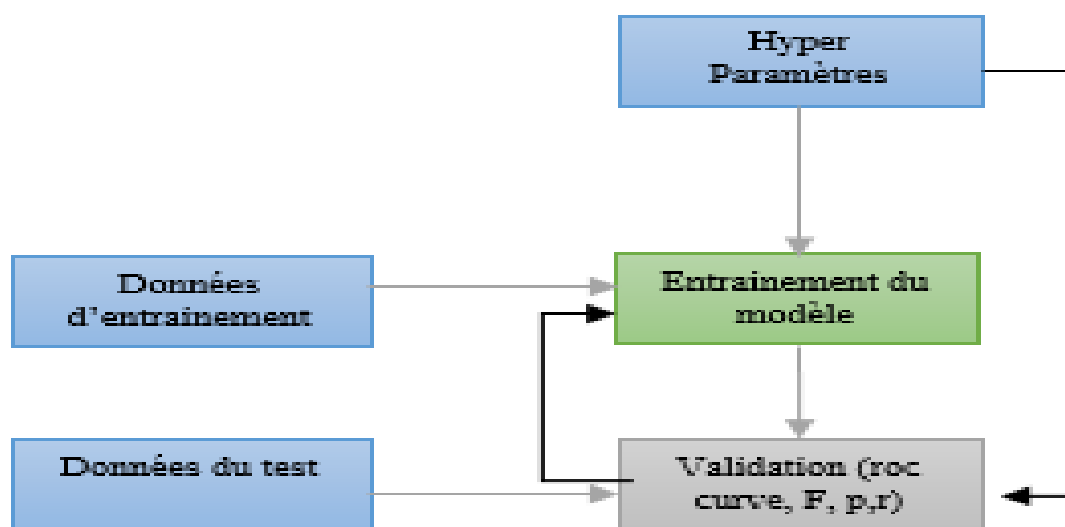 Hyper
Paramètres
Données
d'entrainement
Entrainement du
modèle
Données du test
Validation (roc
curve, F, p,r)